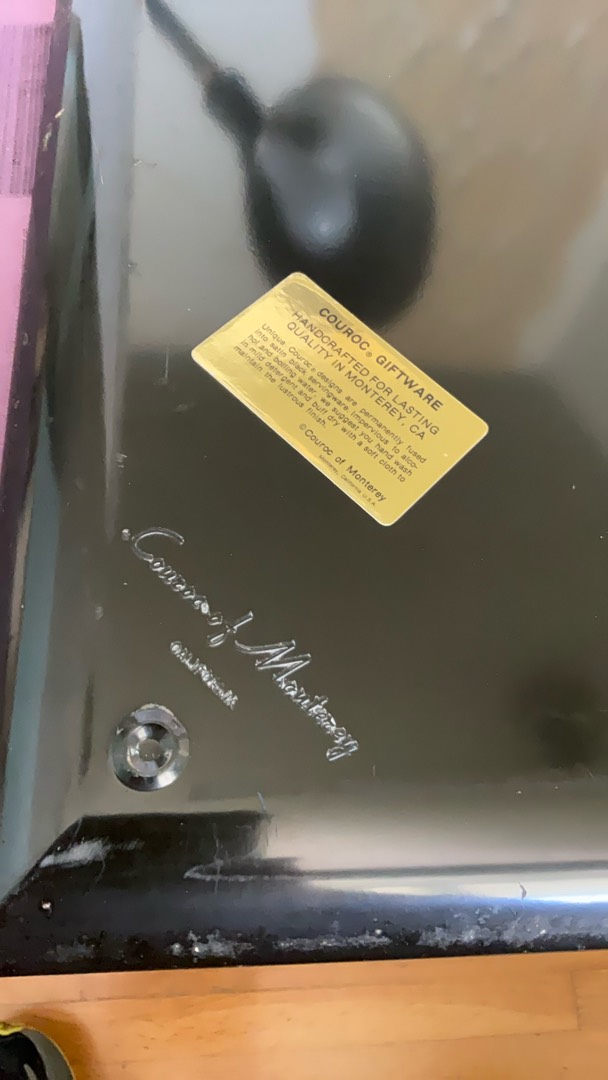 COUROC® GIFTWARE
HANDCRAFTED FOR LASTING
QUALITY IN MONTEREY, CA
Unique Couroc® designs are permanently fused
into satin black servingware. Impervious to alco-
hol and boiling water, we suggest you hand wash
in mild detergent and buff dry with a soft cloth to
maintain the lustrous finish.
© Couroc of Monterey
Monterey, California, U.S.A.
Couroc of Monterey
CALIFORNIA